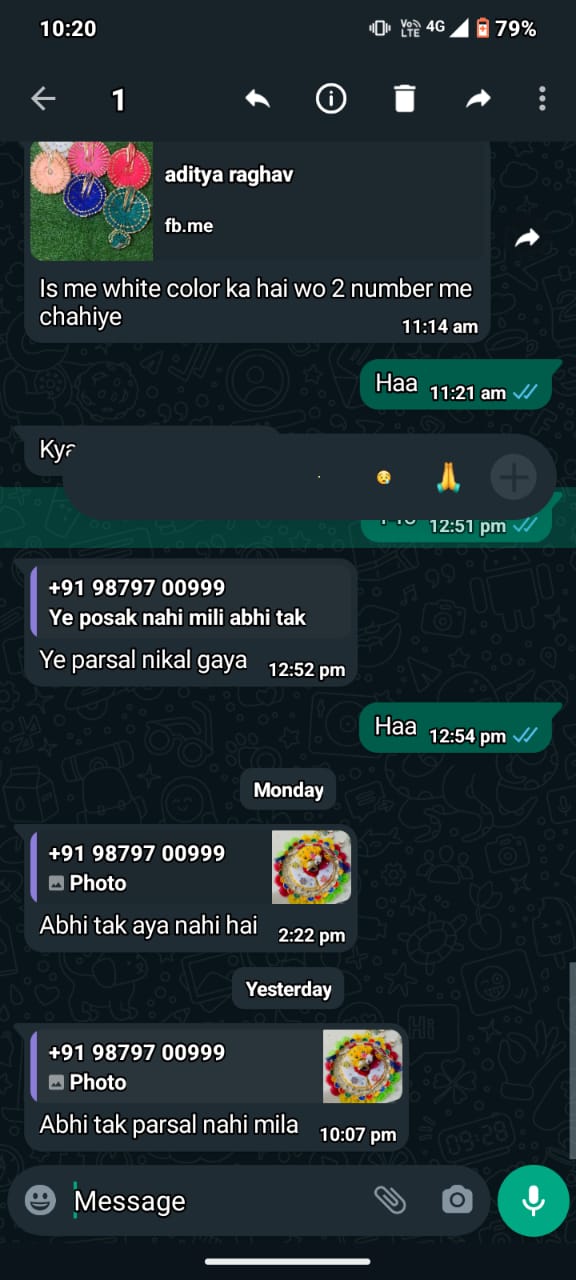 10:20
Vo)) LTE 4G 79%
1
aditya raghav
fb.me
Is me white color ka hai wo 2 number me
chahiye
11:14 am
Haa 11:21 am
12:51 pm
+91 98797 00999
Ye posak nahi mili abhi tak
Ye parsal nikal gaya 12:52 pm
Haa 12:54 pm
Monday
+91 98797 00999
Photo
Abhi tak aya nahi hai 2:22 pm
Yesterday
+91 98797 00999
Photo
Abhi tak parsal nahi mila 10:07 pm
Message